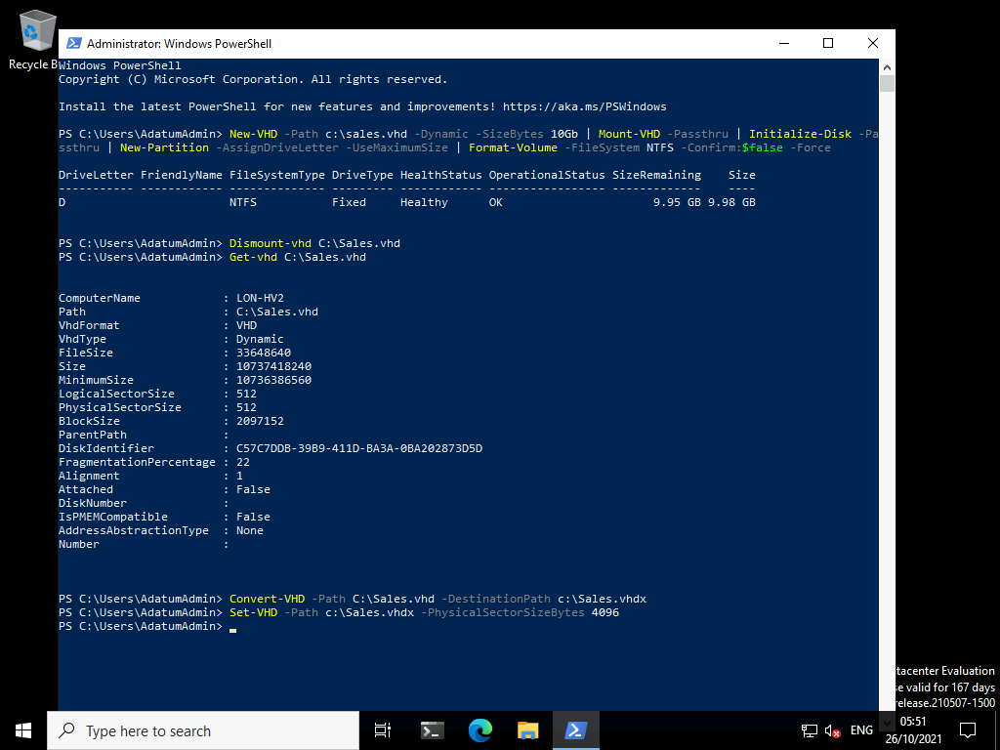 Recycle B
Administrator: Windows PowerShell
Windows PowerShell
Copyright (C) Microsoft Corporation. All rights reserved.
Install the latest PowerShell for new features and improvements! https://aka.ms/PSWindows
PS C:\Users\AdatumAdmin> New-VHD -Path c:\sales.vhd -Dynamic -SizeBytes 10Gb | Mount-VHD -Passthru | Initialize-Disk -Pa
ssthru | New-Partition -AssignDriveLetter -UseMaximumSize | Format-Volume -FileSystem NTFS -Confirm:$false -Force
DriveLetter FriendlyName FileSystemType DriveType HealthStatus OperationalStatus SizeRemaining    Size
----------- ------------ -------------- --------- ------------ ----------------- -------------    ----
D                        NTFS           Fixed     Healthy      OK                      9.95 GB 9.98 GB
PS C:\Users\AdatumAdmin> Dismount-vhd C:\Sales.vhd
PS C:\Users\AdatumAdmin> Get-vhd C:\Sales.vhd
ComputerName            : LON-HV2
Path                    : C:\Sales.vhd
VhdFormat               : VHD
VhdType                 : Dynamic
FileSize                : 33648640
Size                    : 10737418240
MinimumSize             : 10736386560
LogicalSectorSize       : 512
PhysicalSectorSize      : 512
BlockSize               : 2097152
ParentPath              :
DiskIdentifier          : C57C7DDB-39B9-411D-BA3A-0BA202873D5D
FragmentationPercentage : 22
Alignment               : 1
Attached                : False
DiskNumber              :
IsPMEMCompatible        : False
AddressAbstractionType  : None
Number                  :
PS C:\Users\AdatumAdmin> Convert-VHD -Path C:\Sales.vhd -DestinationPath c:\Sales.vhdx
PS C:\Users\AdatumAdmin> Set-VHD -Path c:\Sales.vhdx -PhysicalSectorSizeBytes 4096
PS C:\Users\AdatumAdmin>
tacenter Evaluation
se valid for 167 days
release.210507-1500
Type here to search
ENG
05:51
26/10/2021